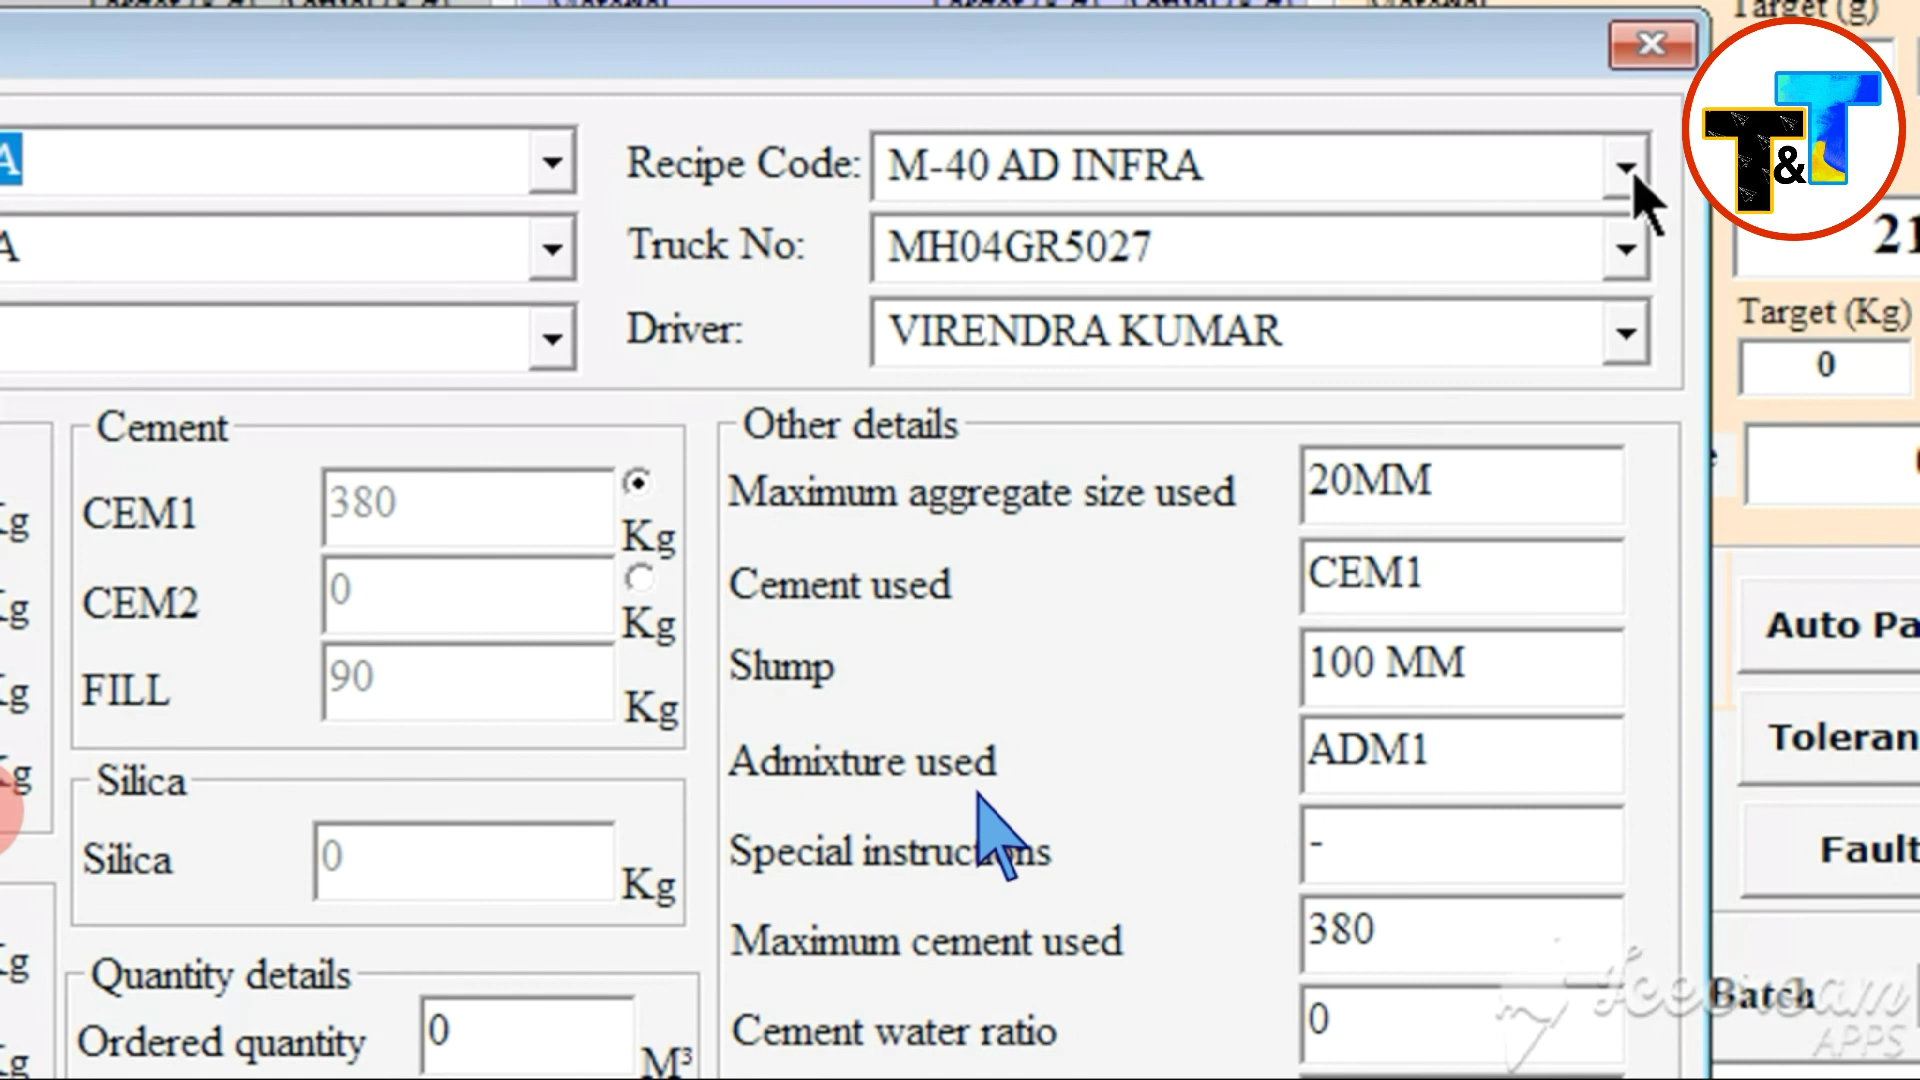 Target (g)
A
Recipe Code: M-40 AD INFRA
T&T
A
Truck No: MH04GR5027
21
Driver: VIRENDRA KUMAR
Target (Kg)
0
Cement
Other details
CEM1 380 Kg
Maximum aggregate size used 20MM
CEM2 0 Kg
Cement used CEM1
Auto Pa
FILL 90 Kg
Slump 100 MM
Toleran
Silica
Admixture used ADM1
Silica 0 Kg
Special instructions -
Fault
Quantity details
Maximum cement used 380
Batch
Ordered quantity 0 M³
Cement water ratio 0
APPS